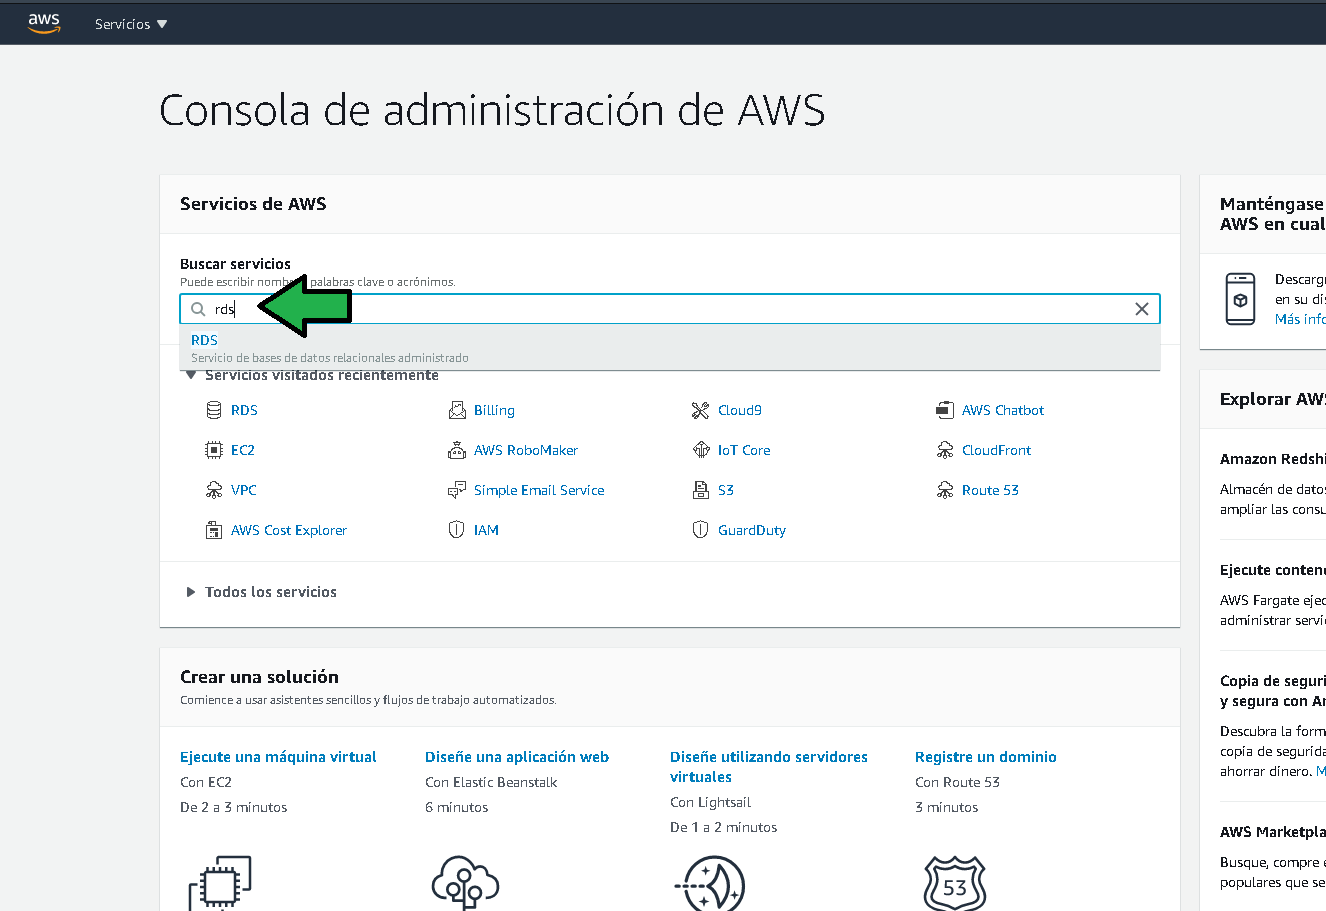 aws
Servicios
Consola de administración de AWS
Servicios de AWS
Buscar servicios
Puede escribir palabras clave o acrónimos.
rds
RDS
Servicio de bases de datos relacionales administrado
Servicios visitados recientemente
RDS
Billing
Cloud9
AWS Chatbot
EC2
AWS RoboMaker
IoT Core
CloudFront
VPC
Simple Email Service
S3
Route 53
AWS Cost Explorer
IAM
GuardDuty
Todos los servicios
Crear una solución
Comience a usar asistentes sencillos y flujos de trabajo automatizados.
Ejecute una máquina virtual
Con EC2
De 2 a 3 minutos
Diseñe una aplicación web
Con Elastic Beanstalk
6 minutos
Diseñe utilizando servidores
virtuales
Con Lightsail
De 1 a 2 minutos
Registre un dominio
Con Route 53
3 minutos
53
Manténgase
AWS en cual
Descarg
en su di
Más info
Explorar AW
Amazon Redshi
Almacén de dato
ampliar las consu
Ejecute conten
AWS Fargate ejec
administrar servi
Copia de seguri
y segura con A
Descubra la form
copia de segurida
ahorrar dinero. M
AWS Marketpla
Busque, compre e
populares que se